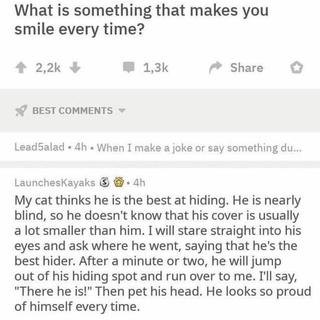 What is something that makes you
smile every time?
2,2k 1,3k Share
BEST COMMENTS
Lead5alad • 4h • When I make a joke or say something du...
LaunchesKayaks • 4h
My cat thinks he is the best at hiding. He is nearly
blind, so he doesn't know that his cover is usually
a lot smaller than him. I will stare straight into his
eyes and ask where he went, saying that he's the
best hider. After a minute or two, he will jump
out of his hiding spot and run over to me. I'll say,
"There he is!" Then pet his head. He looks so proud
of himself every time.